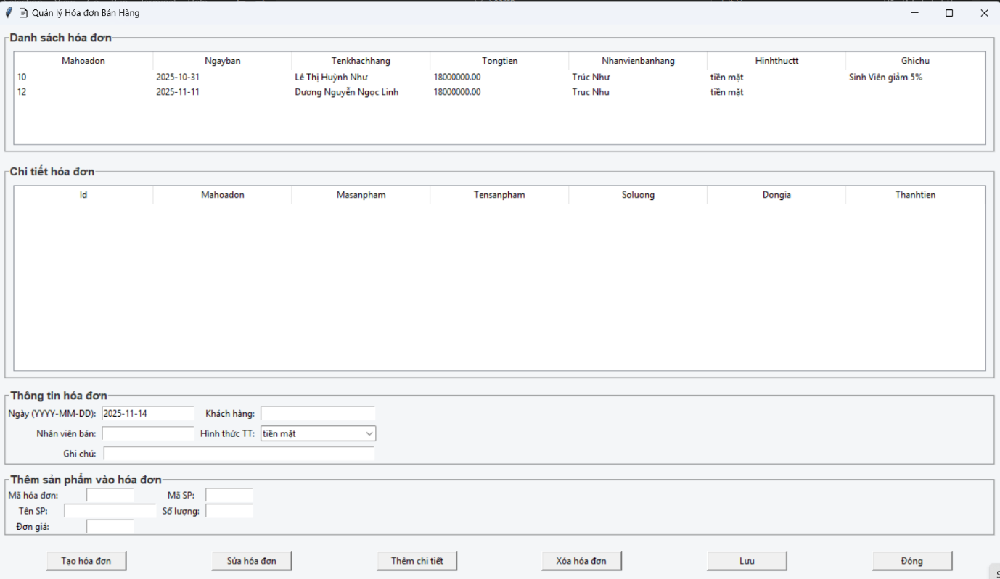 Quản lý Hóa đơn Bán Hàng
Danh sách hóa đơn
Mahoadon Ngayban Tenkhachhang Tongtien Nhanvienbanhang Hinhthuctt Ghichu
10 2025-10-31 Lê Thị Huỳnh Như 18000000.00 Trúc Như tiền mặt Sinh Viên giảm 5%
12 2025-11-11 Dương Nguyễn Ngọc Linh 18000000.00 Truc Nhu tiền mặt
Chi tiết hóa đơn
Id Mahoadon Masanpham Tensanpham Soluong Dongia Thanhtien
Thông tin hóa đơn
Ngày (YYYY-MM-DD): 2025-11-14 Khách hàng:
Nhân viên bán: Hình thức TT: tiền mặt
Ghi chú:
Thêm sản phẩm vào hóa đơn
Mã hóa đơn: Mã SP:
Tên SP: Số lượng:
Đơn giá:
Tạo hóa đơn Sửa hóa đơn Thêm chi tiết Xóa hóa đơn Lưu Đóng